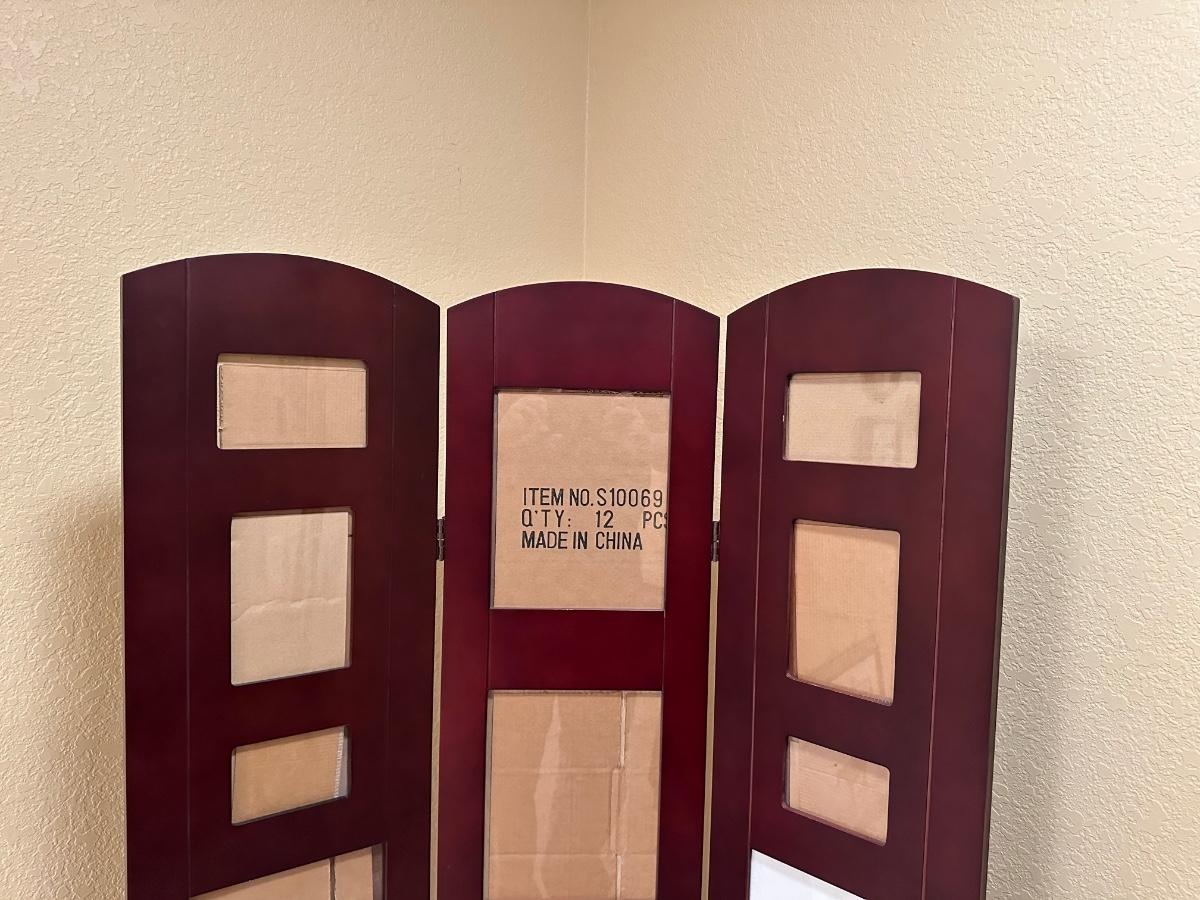 ITEM NO. S10069
Q'TY: 12 PCS
MADE IN CHINA